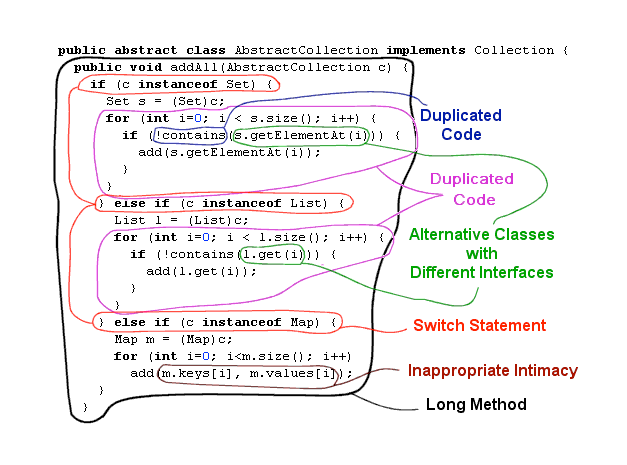 public abstract class AbstractCollection implements Collection {
public void addAll(AbstractCollection c) {
if (c instanceof Set) {
Set s = (Set)c;
for (int i=0; i < s.size(); i++) {
if (!contains(s.getElementAt(i))) {
add(s.getElementAt(i));
}
}
} else if (c instanceof List) {
List l = (List)c;
for (int i=0; i < l.size(); i++) {
if (!contains(l.get(i))) {
add(l.get(i));
}
}
} else if (c instanceof Map) {
Map m = (Map)c;
for (int i=0; i<m.size(); i++)
add(m.keys[i], m.values[i]);
}
}
Duplicated
Code
Duplicated
Code
Alternative Classes
with
Different Interfaces
Switch Statement
Inappropriate Intimacy
Long Method